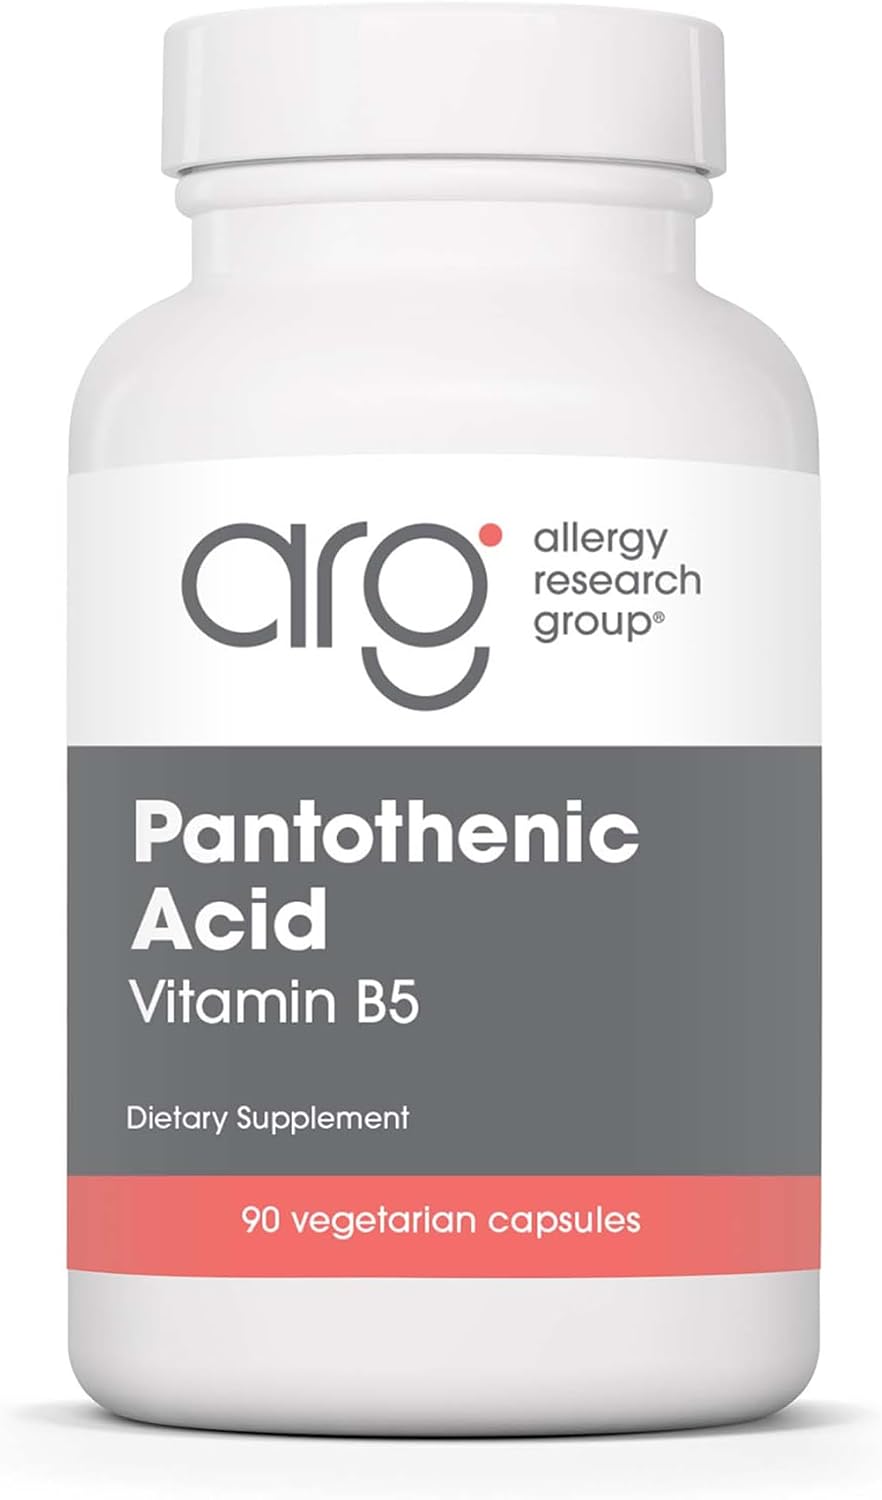 arg
allergy
research
group®
Pantothenic
Acid
Vitamin B5
Dietary Supplement
90 vegetarian capsules